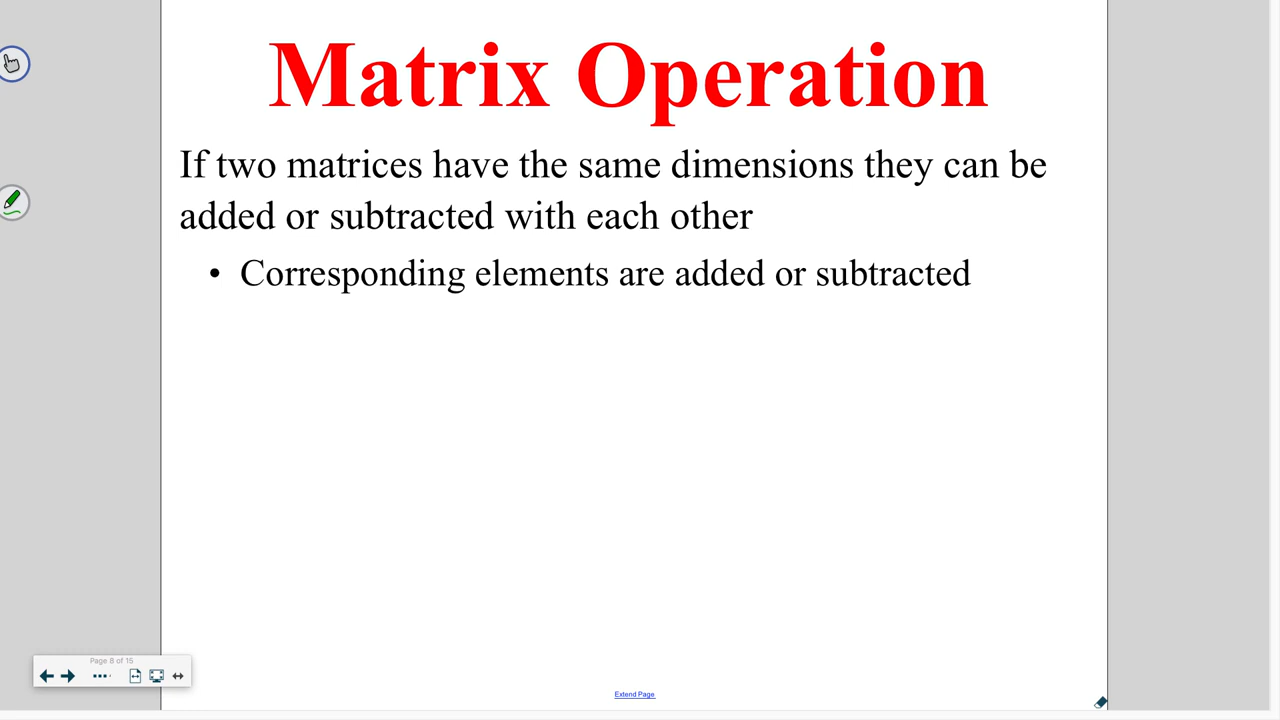 Matrix Operation
If two matrices have the same dimensions they can be
added or subtracted with each other
• Corresponding elements are added or subtracted
Page 8 of 15
Extend Page